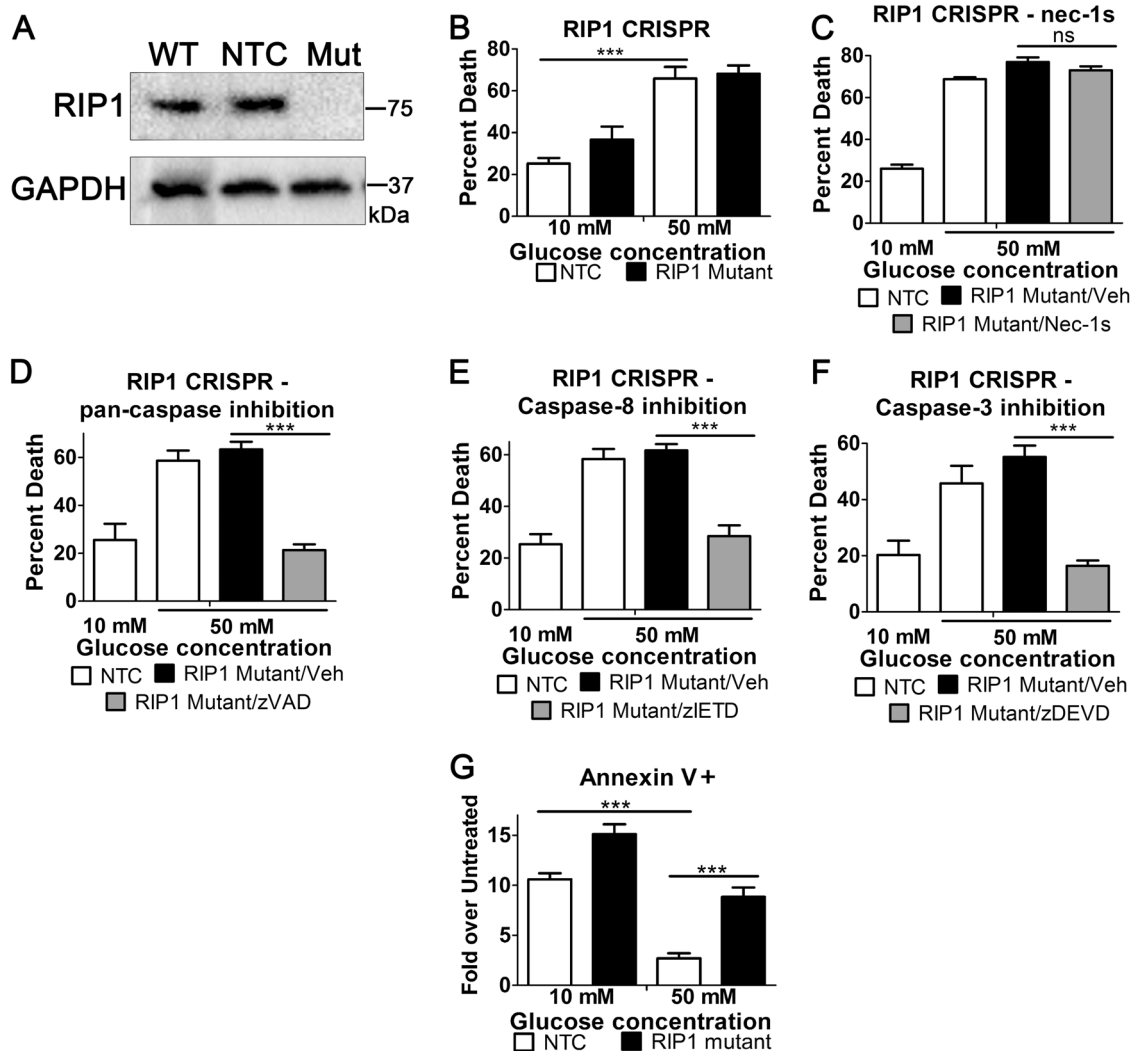 A
WT NTC Mut
RIP1
75
GAPDH
37
kDa
B
RIP1 CRISPR
***
Percent Death
80
60
40
20
0
10 mM 50 mM
Glucose concentration
NTC RIP1 Mutant
C
RIP1 CRISPR - nec-1s
ns
Percent Death
80
60
40
20
0
10 mM 50 mM
Glucose concentration
NTC RIP1 Mutant/Veh
RIP1 Mutant/Nec-1s
D
RIP1 CRISPR -
pan-caspase inhibition
***
Percent Death
60
40
20
0
10 mM 50 mM
Glucose concentration
NTC RIP1 Mutant/Veh
RIP1 Mutant/zVAD
E
RIP1 CRISPR -
Caspase-8 inhibition
***
Percent Death
60
40
20
0
10 mM 50 mM
Glucose concentration
NTC RIP1 Mutant/Veh
RIP1 Mutant/zIETD
F
RIP1 CRISPR -
Caspase-3 inhibition
***
Percent Death
60
40
20
0
10 mM 50 mM
Glucose concentration
NTC RIP1 Mutant/Veh
RIP1 Mutant/zDEVD
G
Annexin V+
***
***
Fold over Untreated
15
10
5
0
10 mM 50 mM
Glucose concentration
NTC RIP1 mutant